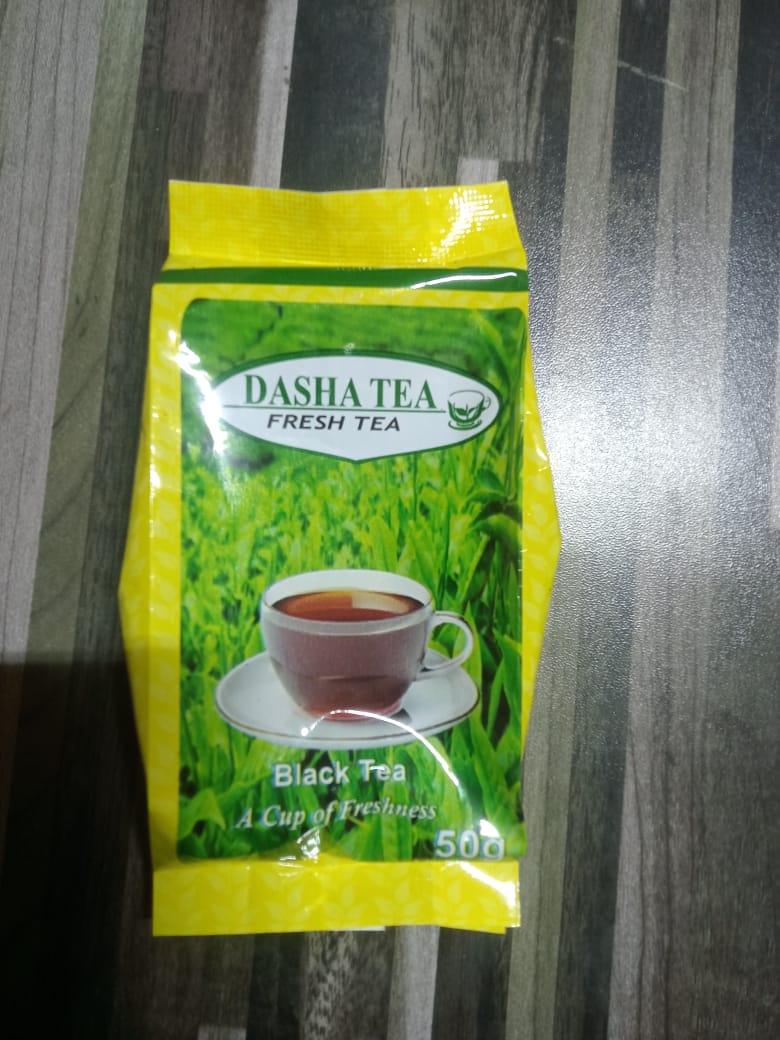 DASHA TEA
FRESH TEA
Black Tea
A Cup of Freshness
50g